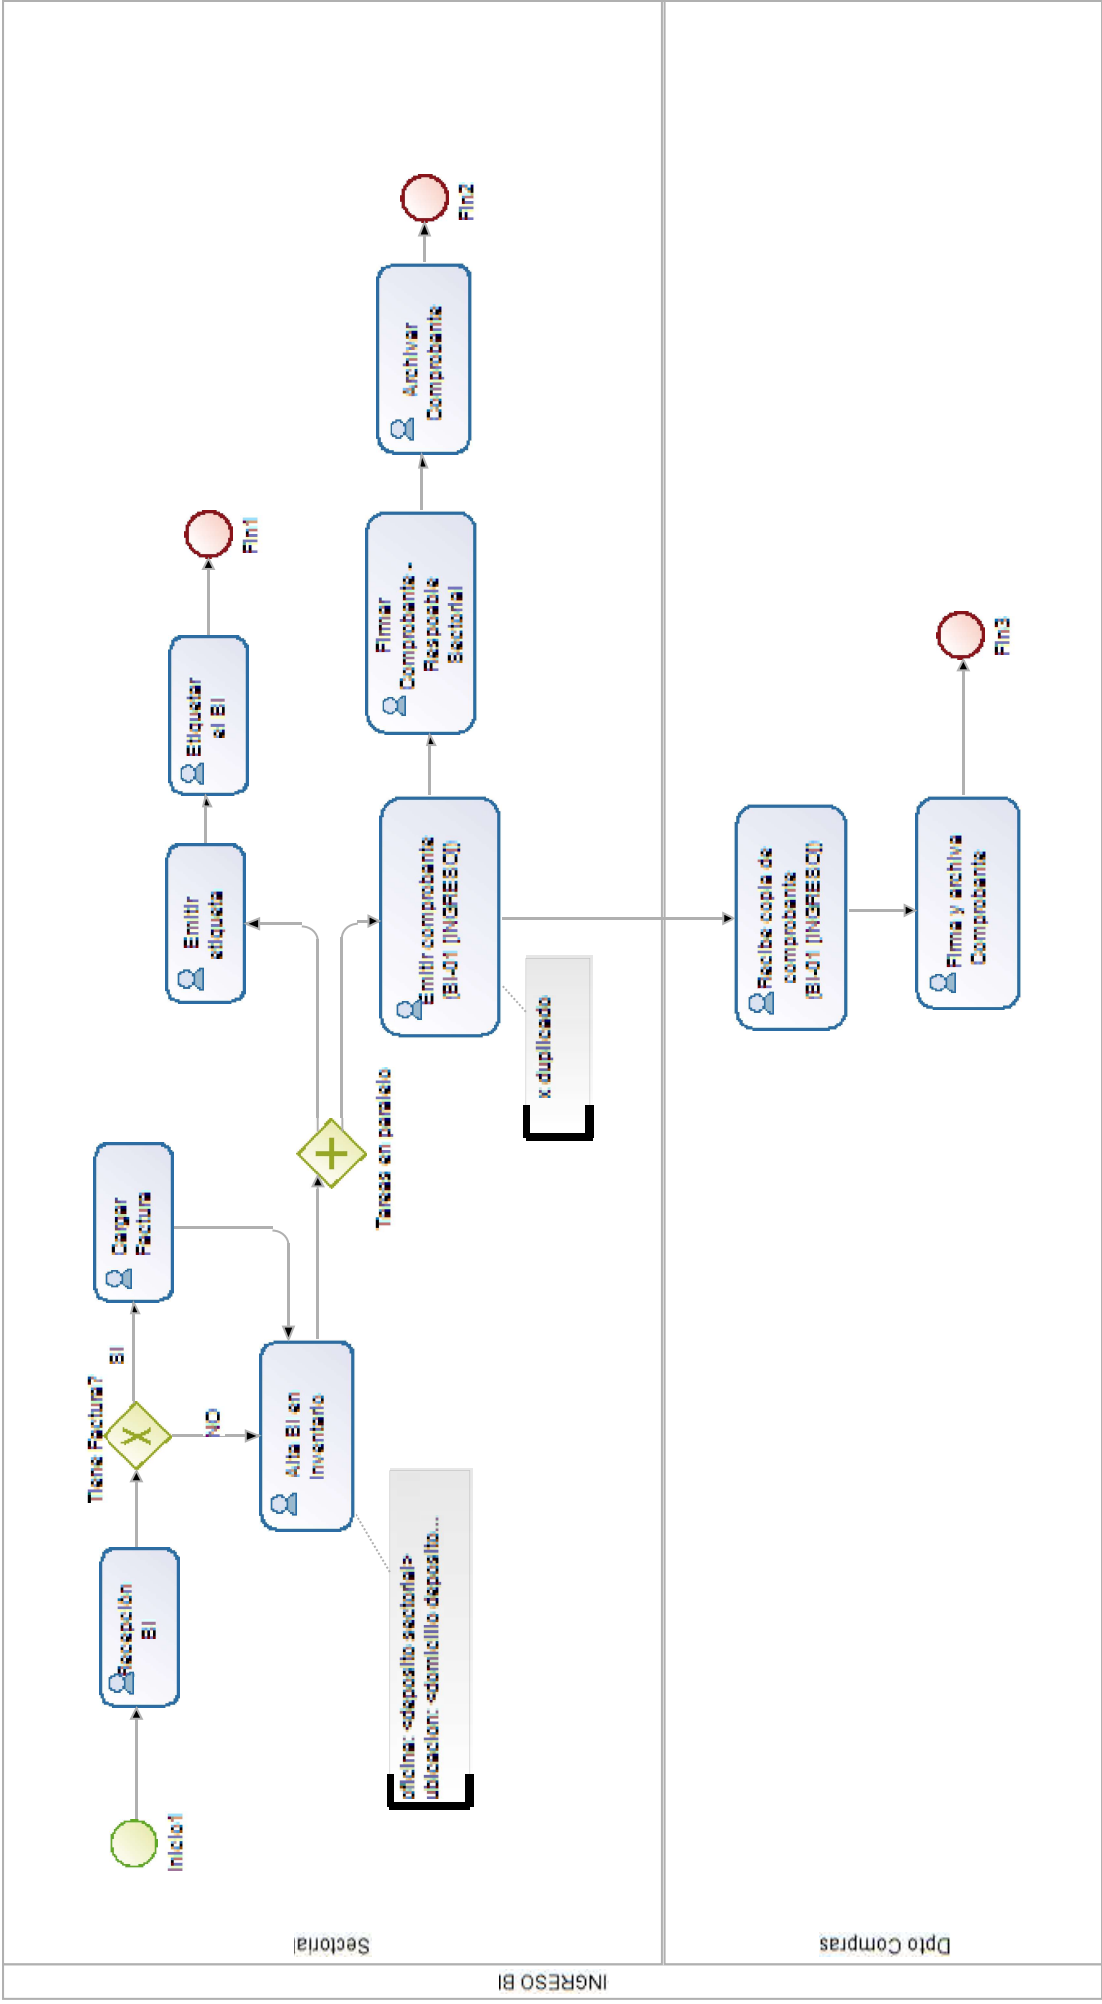 INGRESO BI
Sectorial
Inicio1
Recepción
BI
Tiene Factura?
SI
NO
Cargar
Factura
Alta BI en
Inventario
oficina: <deposito sectorial>
ubicacion: <domicilio deposito...
Tareas en paralelo
Emitir
etiqueta
Etiquetar
el BI
Fin1
Emitir comprobante
(BI-01 [INGRESO])
x duplicado
Firmar
Comprobante -
Respoable
Sectorial
Archivar
Comprobante
Fin2
Dpto Compras
Recibe copia de
comprobante
(BI-01 [INGRESO])
Firma y archiva
Comprobante
Fin3